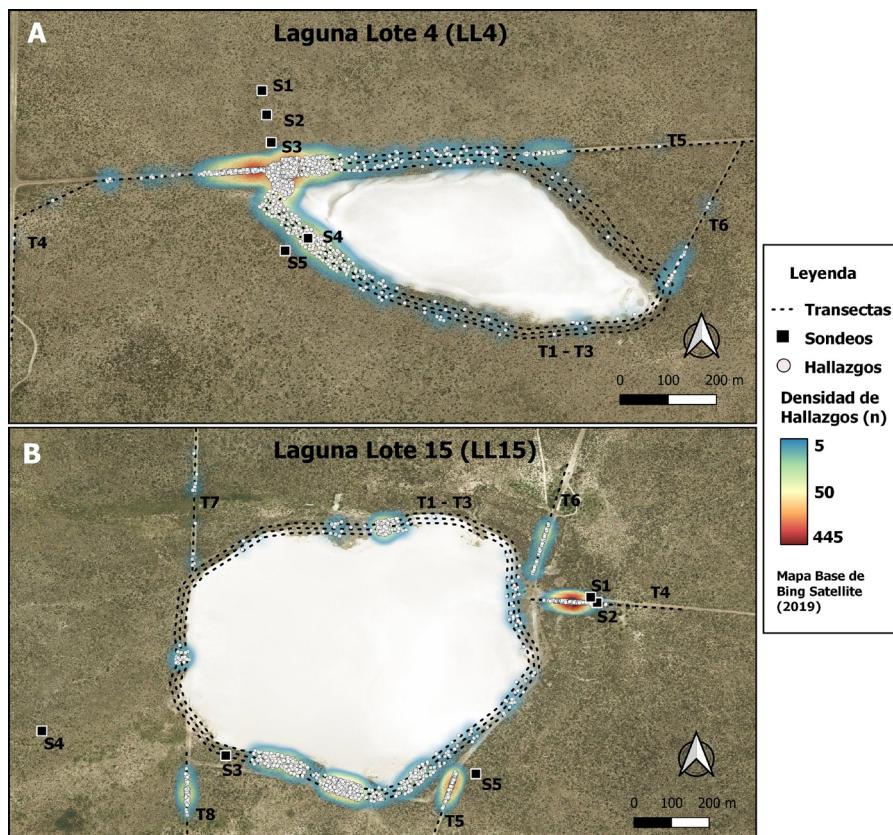 A
Laguna Lote 4 (LL4)
S1
S2
S3
T5
T4
S4
S5
T6
T1 - T3
0 100 200 m
B
Laguna Lote 15 (LL15)
T7
T1 - T3
T6
S1
T4
S2
S4
S3
S5
T8
T5
0 100 200 m
Leyenda
Transectas
Sondeos
Hallazgos
Densidad de
Hallazgos (n)
5
50
445
Mapa Base de
Bing Satellite
(2019)